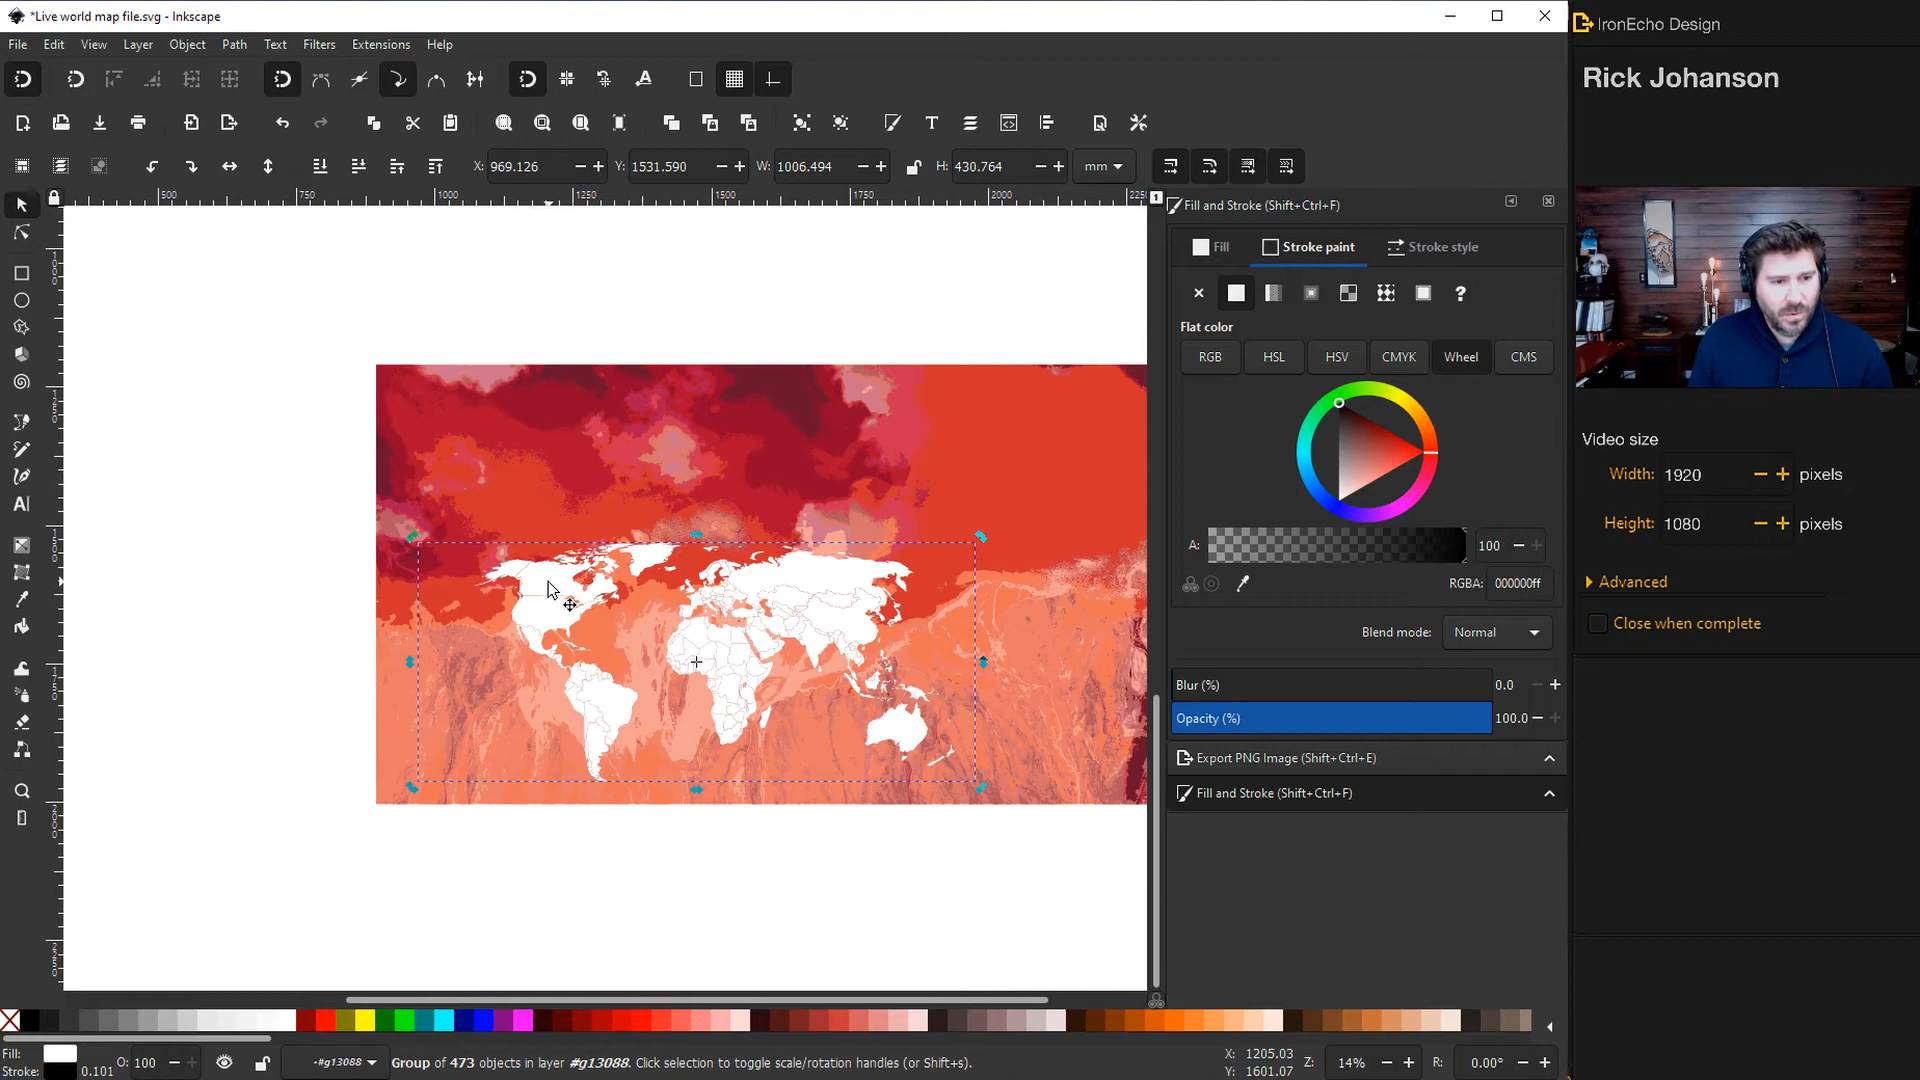 *Live world map file.svg - Inkscape
IronEcho Design
File Edit View Layer Object Path Text Filters Extensions Help
Rick Johanson
X: 969.126 Y: 1531.590 W: 1006.494 H: 430.764 mm
500 750 1000 1250 1500 1750 2000
1
Fill and Stroke (Shift+Ctrl+F)
Fill Stroke paint Stroke style
Flat color
RGB HSL HSV CMYK Wheel CMS
A: 100
RGBA: 000000ff
Blend mode: Normal
Blur (%) 0.0
Opacity (%) 100.0
Export PNG Image (Shift+Ctrl+E)
Fill and Stroke (Shift+Ctrl+F)
Video size
Width: 1920 pixels
Height: 1080 pixels
Advanced
Close when complete
Fill:
Stroke: 0.101
O: 100
-#g13088
Group of 473 objects in layer #g13088. Click selection to toggle scale/rotation handles (or Shift+s).
X: 1205.03
Y: 1601.07
Z: 14%
R: 0.00°